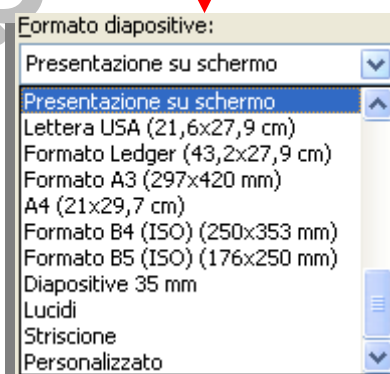 Formato diapositive:
Presentazione su schermo
Presentazione su schermo
Lettera USA (21,6x27,9 cm)
Formato Ledger (43,2x27,9 cm)
Formato A3 (297x420 mm)
A4 (21x29,7 cm)
Formato B4 (ISO) (250x353 mm)
Formato B5 (ISO) (176x250 mm)
Diapositive 35 mm
Lucidi
Striscione
Personalizzato